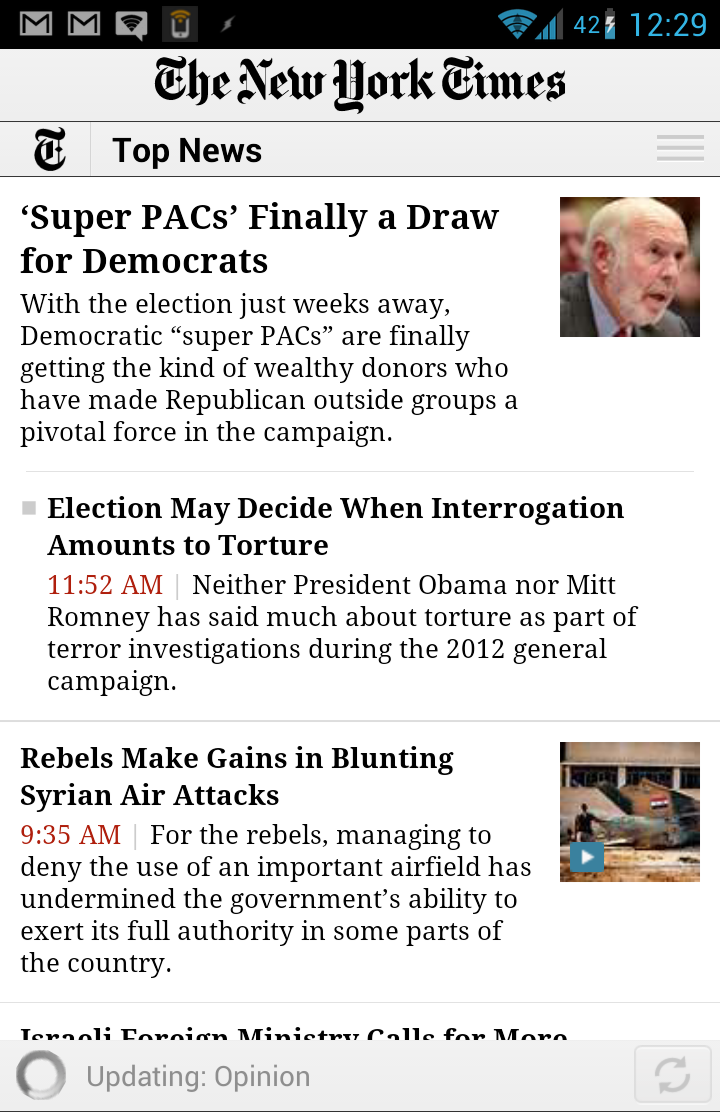 42 12:29
The New York Times
T Top News
‘Super PACs’ Finally a Draw
for Democrats
With the election just weeks away,
Democratic “super PACs” are finally
getting the kind of wealthy donors who
have made Republican outside groups a
pivotal force in the campaign.
Election May Decide When Interrogation
Amounts to Torture
11:52 AM | Neither President Obama nor Mitt
Romney has said much about torture as part of
terror investigations during the 2012 general
campaign.
Rebels Make Gains in Blunting
Syrian Air Attacks
9:35 AM | For the rebels, managing to
deny the use of an important airfield has
undermined the government’s ability to
exert its full authority in some parts of
the country.
Israeli Foreign Ministry Calls for More
Updating: Opinion